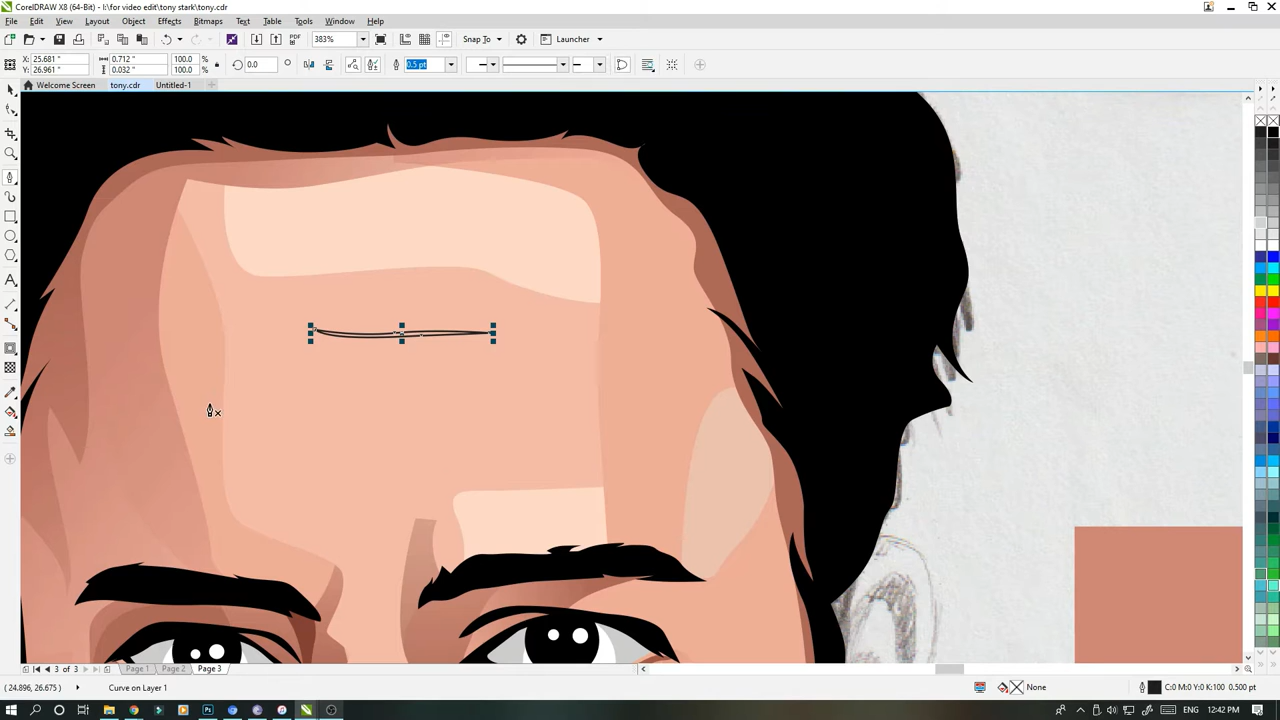 CorelDRAW X8 (64-Bit) - I:\for video edit\tony stark\tony.cdr
File Edit View Layout Object Effects Bitmaps Text Table Tools Window Help
383% PDF Snap To Launcher
X: 25.681 " 0.712 " 100.0 % 0.0 0.5 pt
Y: 26.961 " 0.032 " 100.0 %
Welcome Screen tony.cdr Untitled-1
3 of 3 Page 1 Page 2 Page 3
(24.896, 26.675) Curve on Layer 1 None C:0 M:0 Y:0 K:100 0.500 pt
ENG 12:42 PM